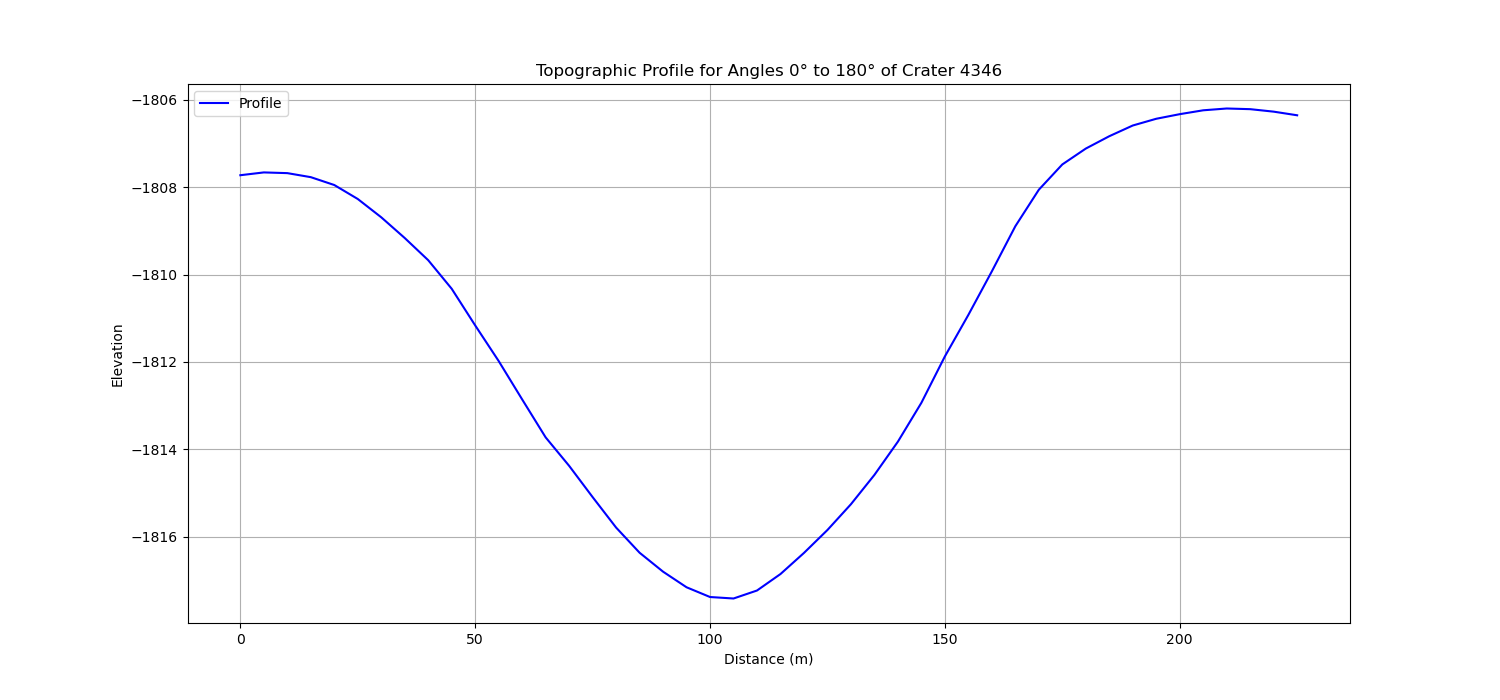 Topographic Profile for Angles 0° to 180° of Crater 4346
Profile
−1806
−1808
−1810
−1812
−1814
−1816
Elevation
0 50 100 150 200
Distance (m)